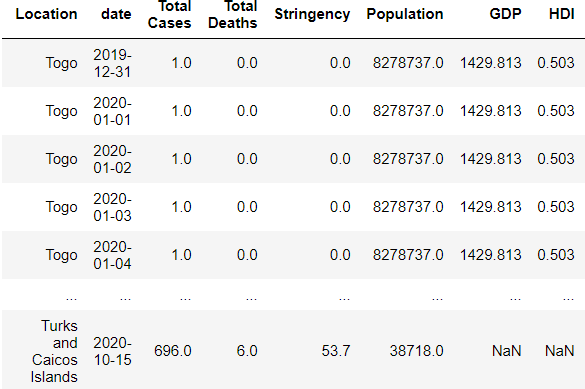 Location date Total Cases Total Deaths Stringency Population GDP HDI
Togo 2019-12-31 1.0 0.0 0.0 8278737.0 1429.813 0.503
Togo 2020-01-01 1.0 0.0 0.0 8278737.0 1429.813 0.503
Togo 2020-01-02 1.0 0.0 0.0 8278737.0 1429.813 0.503
Togo 2020-01-03 1.0 0.0 0.0 8278737.0 1429.813 0.503
Togo 2020-01-04 1.0 0.0 0.0 8278737.0 1429.813 0.503
... ... ... ... ... ... ... ...
Turks and Caicos Islands 2020-10-15 696.0 6.0 53.7 38718.0 NaN NaN